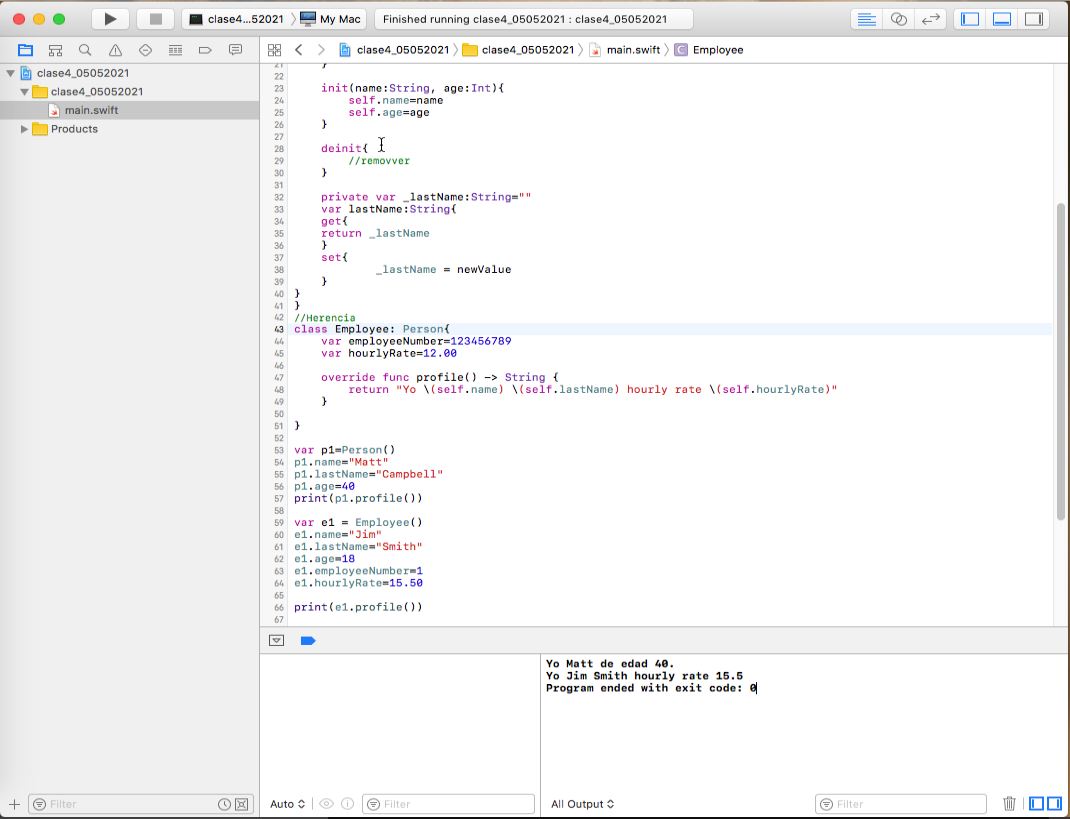 clase4...52021 〉 My Mac
Finished running clase4_05052021 : clase4_05052021
clase4_05052021 〉 clase4_05052021 〉 main.swift 〉 C Employee
clase4_05052021
clase4_05052021
main.swift
Products
21 }
22
23 init(name:String, age:Int){
24 self.name=name
25 self.age=age
26 }
27
28 deinit{
29 //removver
30 }
31
32 private var _lastName:String=""
33 var lastName:String{
34 get{
35 return _lastName
36 }
37 set{
38 _lastName = newValue
39 }
40 }
41 }
42 //Herencia
43 class Employee: Person{
44 var employeeNumber=123456789
45 var hourlyRate=12.00
46
47 override func profile() -> String {
48 return "Yo \(self.name) \(self.lastName) hourly rate \(self.hourlyRate)"
49 }
50
51 }
52
53 var p1=Person()
54 p1.name="Matt"
55 p1.lastName="Campbell"
56 p1.age=40
57 print(p1.profile())
58
59 var e1 = Employee()
60 e1.name="Jim"
61 e1.lastName="Smith"
62 e1.age=18
63 e1.employeeNumber=1
64 e1.hourlyRate=15.50
65
66 print(e1.profile())
67
Yo Matt de edad 40.
Yo Jim Smith hourly rate 15.5
Program ended with exit code: 0
Filter
Auto
Filter
All Output
Filter